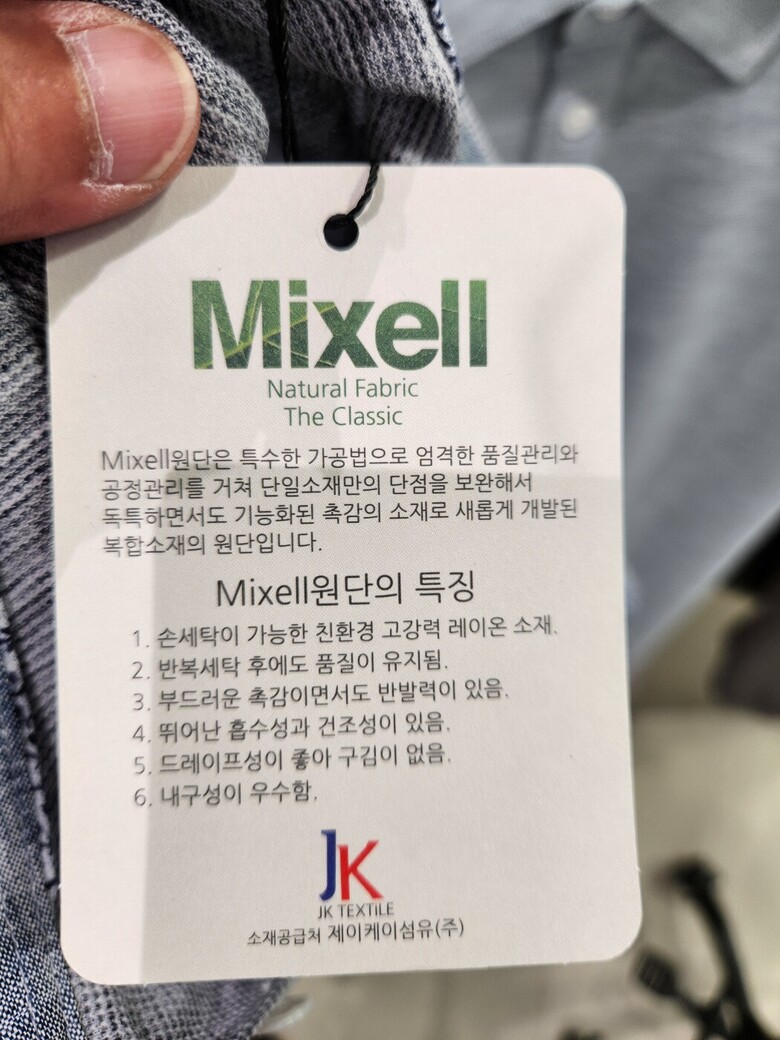 Mixell
Natural Fabric
The Classic
Mixell원단은 특수한 가공법으로 엄격한 품질관리와
공정관리를 거쳐 단일소재만의 단점을 보완해서
독특하면서도 기능화된 촉감의 소재로 새롭게 개발된
복합소재의 원단입니다.
Mixell원단의 특징
1. 손세탁이 가능한 친환경 고강력 레이온 소재.
2. 반복세탁 후에도 품질이 유지됨.
3. 부드러운 촉감이면서도 반발력이 있음.
4. 뛰어난 흡수성과 건조성이 있음.
5. 드레이프성이 좋아 구김이 없음.
6. 내구성이 우수함.
JK
JK TEXTILE
소재공급처 제이케이섬유(주)